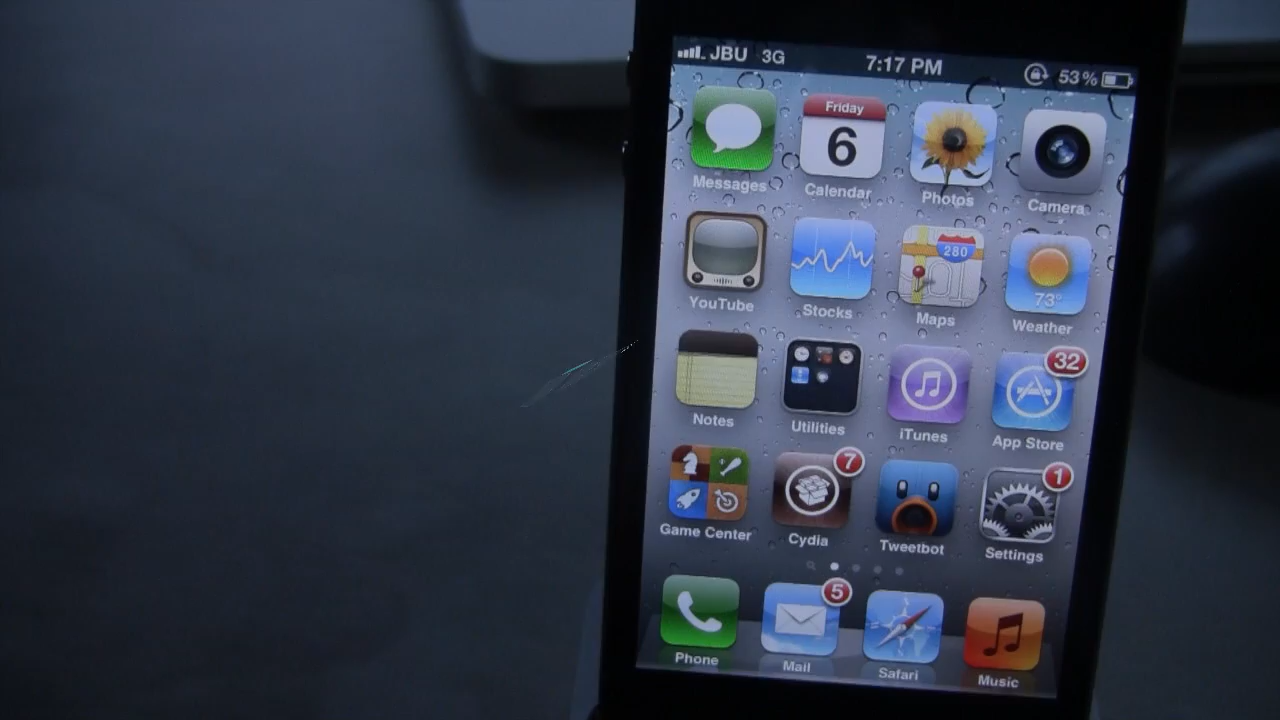 JBU 3G 7:17 PM 53%
Friday
6
Messages Calendar Photos Camera
280
73°
YouTube Stocks Maps Weather
32
Notes Utilities iTunes App Store
7 1
Game Center Cydia Tweetbot Settings
5
Phone Mail Safari Music